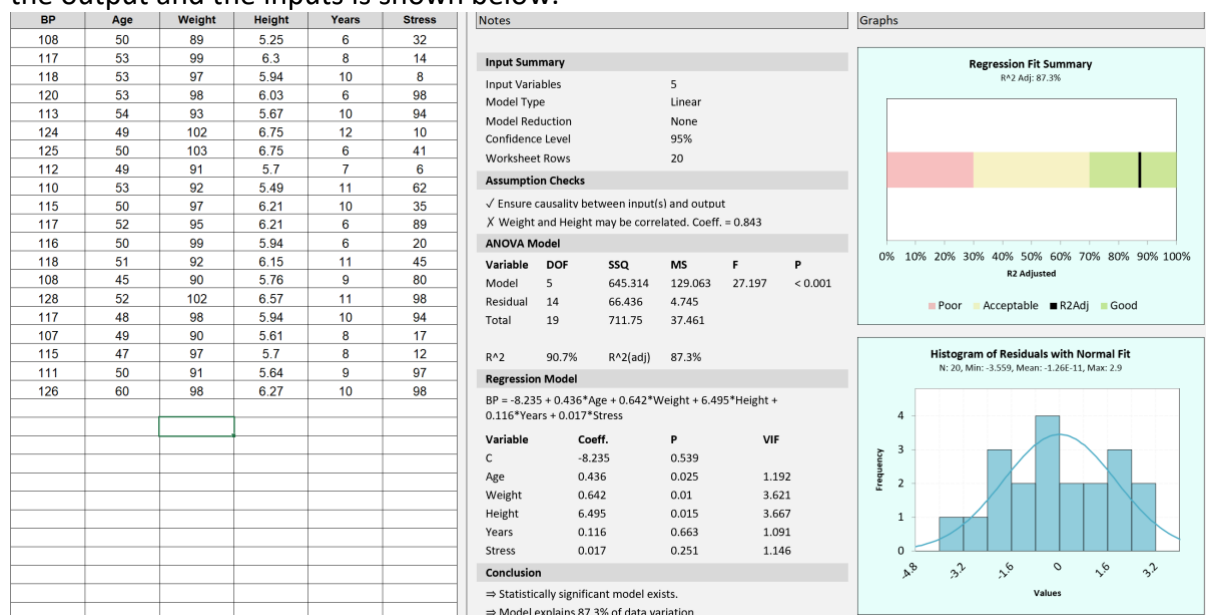 the output and the inputs is shown below.
BP Age Weight Height Years Stress
108 50 89 5.25 6 32
117 53 99 6.3 8 14
118 53 97 5.94 10 8
120 53 98 6.03 6 98
113 54 93 5.67 10 94
124 49 102 6.75 12 10
125 50 103 6.75 6 41
112 49 91 5.7 7 6
110 53 92 5.49 11 62
115 50 97 6.21 10 35
117 52 95 6.21 6 89
116 50 99 5.94 6 20
118 51 92 6.15 11 45
108 45 90 5.76 9 80
128 52 102 6.57 11 98
117 48 98 5.94 10 94
107 49 90 5.61 8 17
115 47 97 5.7 8 12
111 50 91 5.64 9 97
126 60 98 6.27 10 98
Notes
Input Summary
Input Variables 5
Model Type Linear
Model Reduction None
Confidence Level 95%
Worksheet Rows 20
Assumption Checks
√ Ensure causality between input(s) and output
X Weight and Height may be correlated. Coeff. = 0.843
ANOVA Model
Variable DOF SSQ MS F P
Model 5 645.314 129.063 27.197 < 0.001
Residual 14 66.436 4.745
Total 19 711.75 37.461
R^2 90.7% R^2(adj) 87.3%
Regression Model
BP = -8.235 + 0.436*Age + 0.642*Weight + 6.495*Height +
0.116*Years + 0.017*Stress
Variable Coeff. P VIF
C -8.235 0.539
Age 0.436 0.025 1.192
Weight 0.642 0.01 3.621
Height 6.495 0.015 3.667
Years 0.116 0.663 1.091
Stress 0.017 0.251 1.146
Conclusion
⇒ Statistically significant model exists.
⇒ Model explains 87.3% of data variation
Graphs
Regression Fit Summary
R^2 Adj: 87.3%
0% 10% 20% 30% 40% 50% 60% 70% 80% 90% 100%
R2 Adjusted
Poor Acceptable R2Adj Good
Histogram of Residuals with Normal Fit
N: 20, Min: -3.559, Mean: -1.26E-11, Max: 2.9
Frequency
4
3
2
1
0
-4.8 -3.2 -1.6 0 1.6 3.2
Values